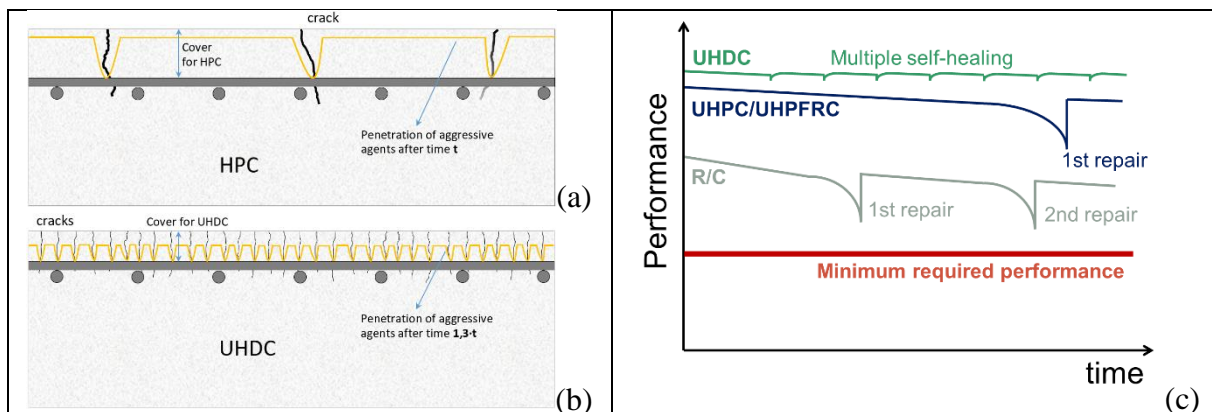 crack
Cover
for HPC
Penetration of aggressive
agents after time t
HPC
(a)
cracks
Cover for UHDC
Penetration of aggressive
agents after time 1,3·t
UHDC
(b)
Performance
UHDC
Multiple self-healing
UHPC/UHPFRC
1st repair
R/C
1st repair
2nd repair
Minimum required performance
time
(c)